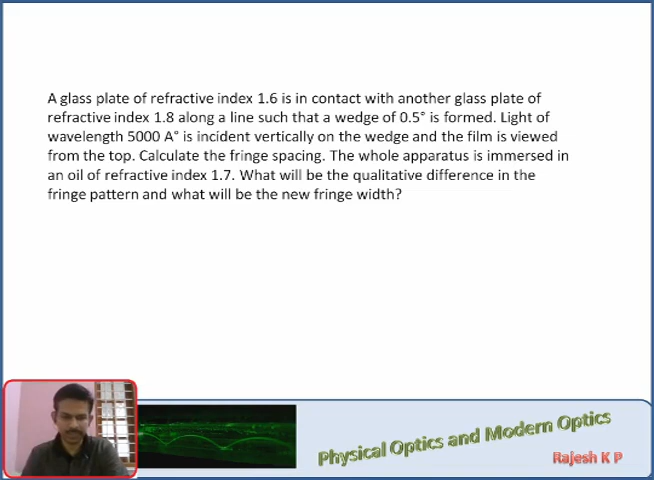 A glass plate of refractive index 1.6 is in contact with another glass plate of
refractive index 1.8 along a line such that a wedge of 0.5° is formed. Light of
wavelength 5000 A° is incident vertically on the wedge and the film is viewed
from the top. Calculate the fringe spacing. The whole apparatus is immersed in
an oil of refractive index 1.7. What will be the qualitative difference in the
fringe pattern and what will be the new fringe width?
Physical Optics and Modern Optics
Rajesh K P